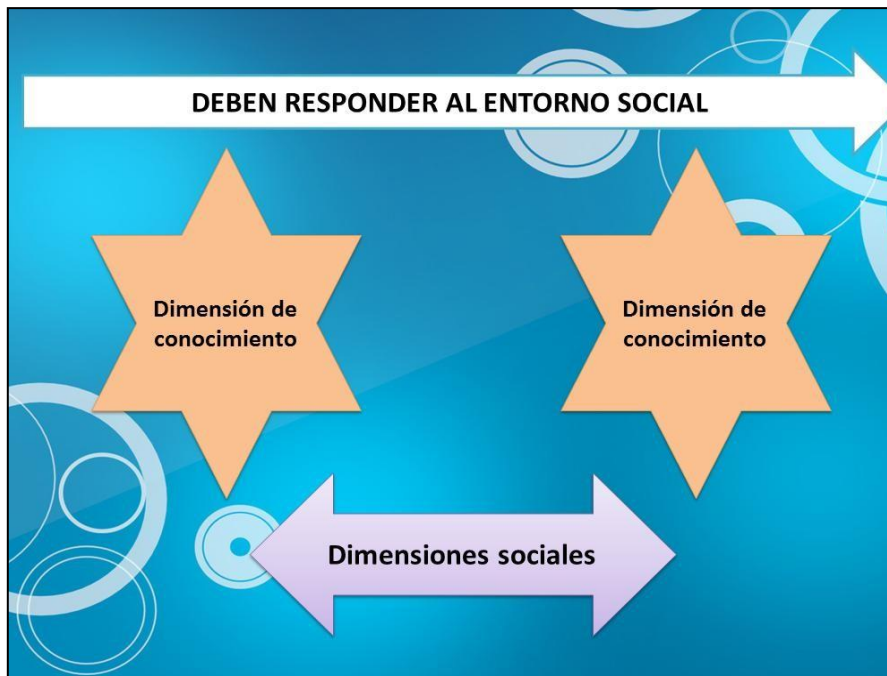 DEBEN RESPONDER AL ENTORNO SOCIAL
Dimensión de
conocimiento
Dimensión de
conocimiento
Dimensiones sociales